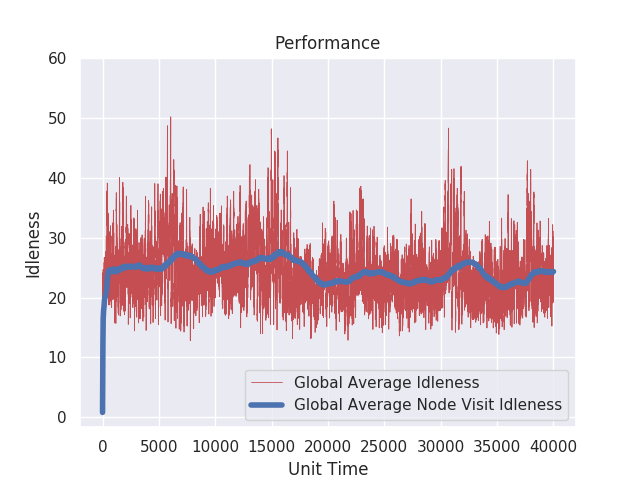 Performance
60
50
40
30
20
10
0
Idleness
Global Average Idleness
Global Average Node Visit Idleness
0 5000 10000 15000 20000 25000 30000 35000 40000
Unit Time